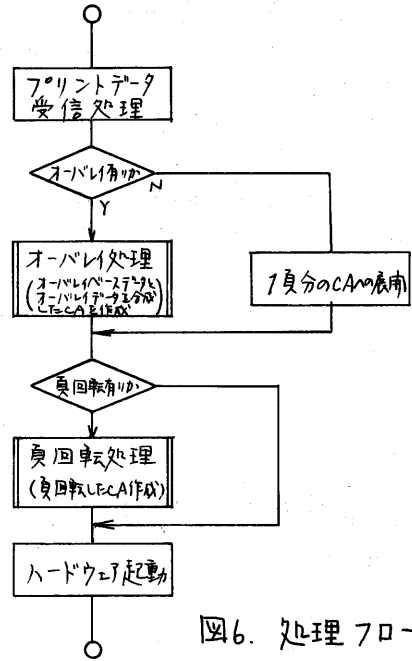 プリントデータ
受信処理
オーバレイ有りか
N
Y
オーバレイ処理
(オーバレイベースデータと
オーバレイデータを合成
したCAを作成)
1頁分のCAへの展開
頁回転有りか
頁回転処理
(頁回転したCA作成)
ハードウェア起動
図6. 処理フロー